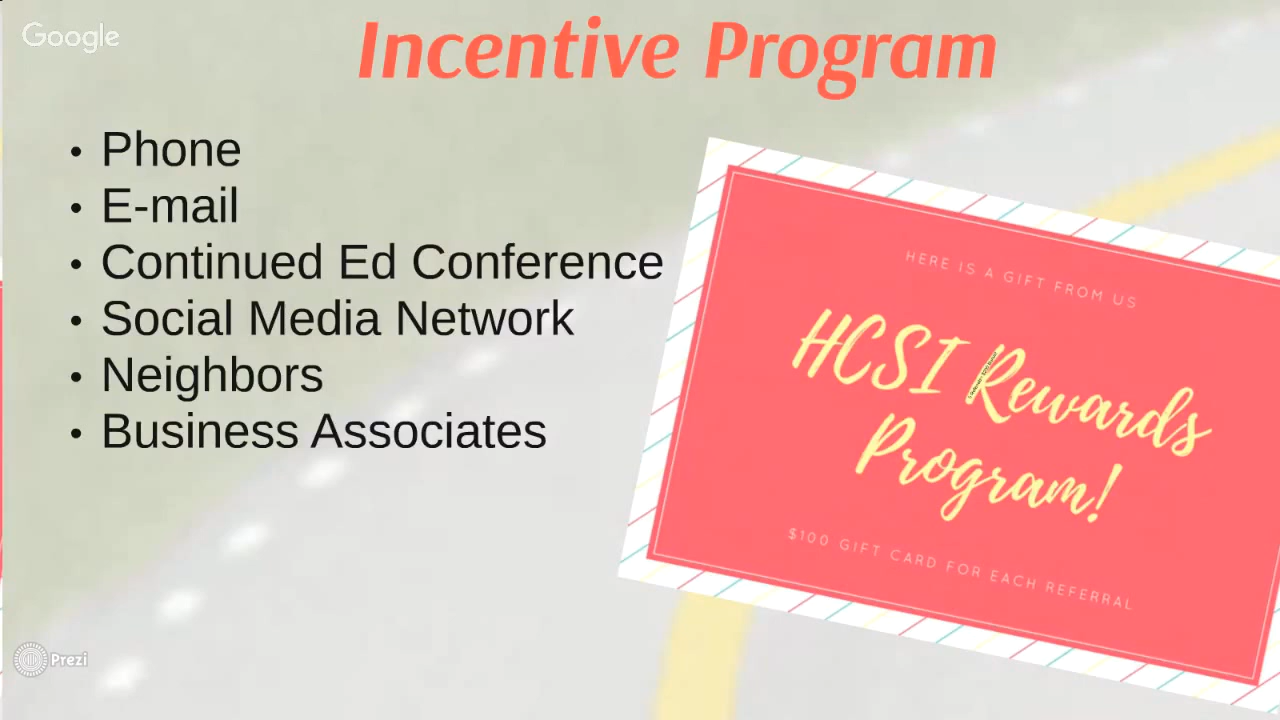 Google
Incentive Program
• Phone
• E-mail
• Continued Ed Conference
• Social Media Network
• Neighbors
• Business Associates
HERE IS A GIFT FROM US
HCSI Rewards
Program!
$100 GIFT CARD FOR EACH REFERRAL
Prezi